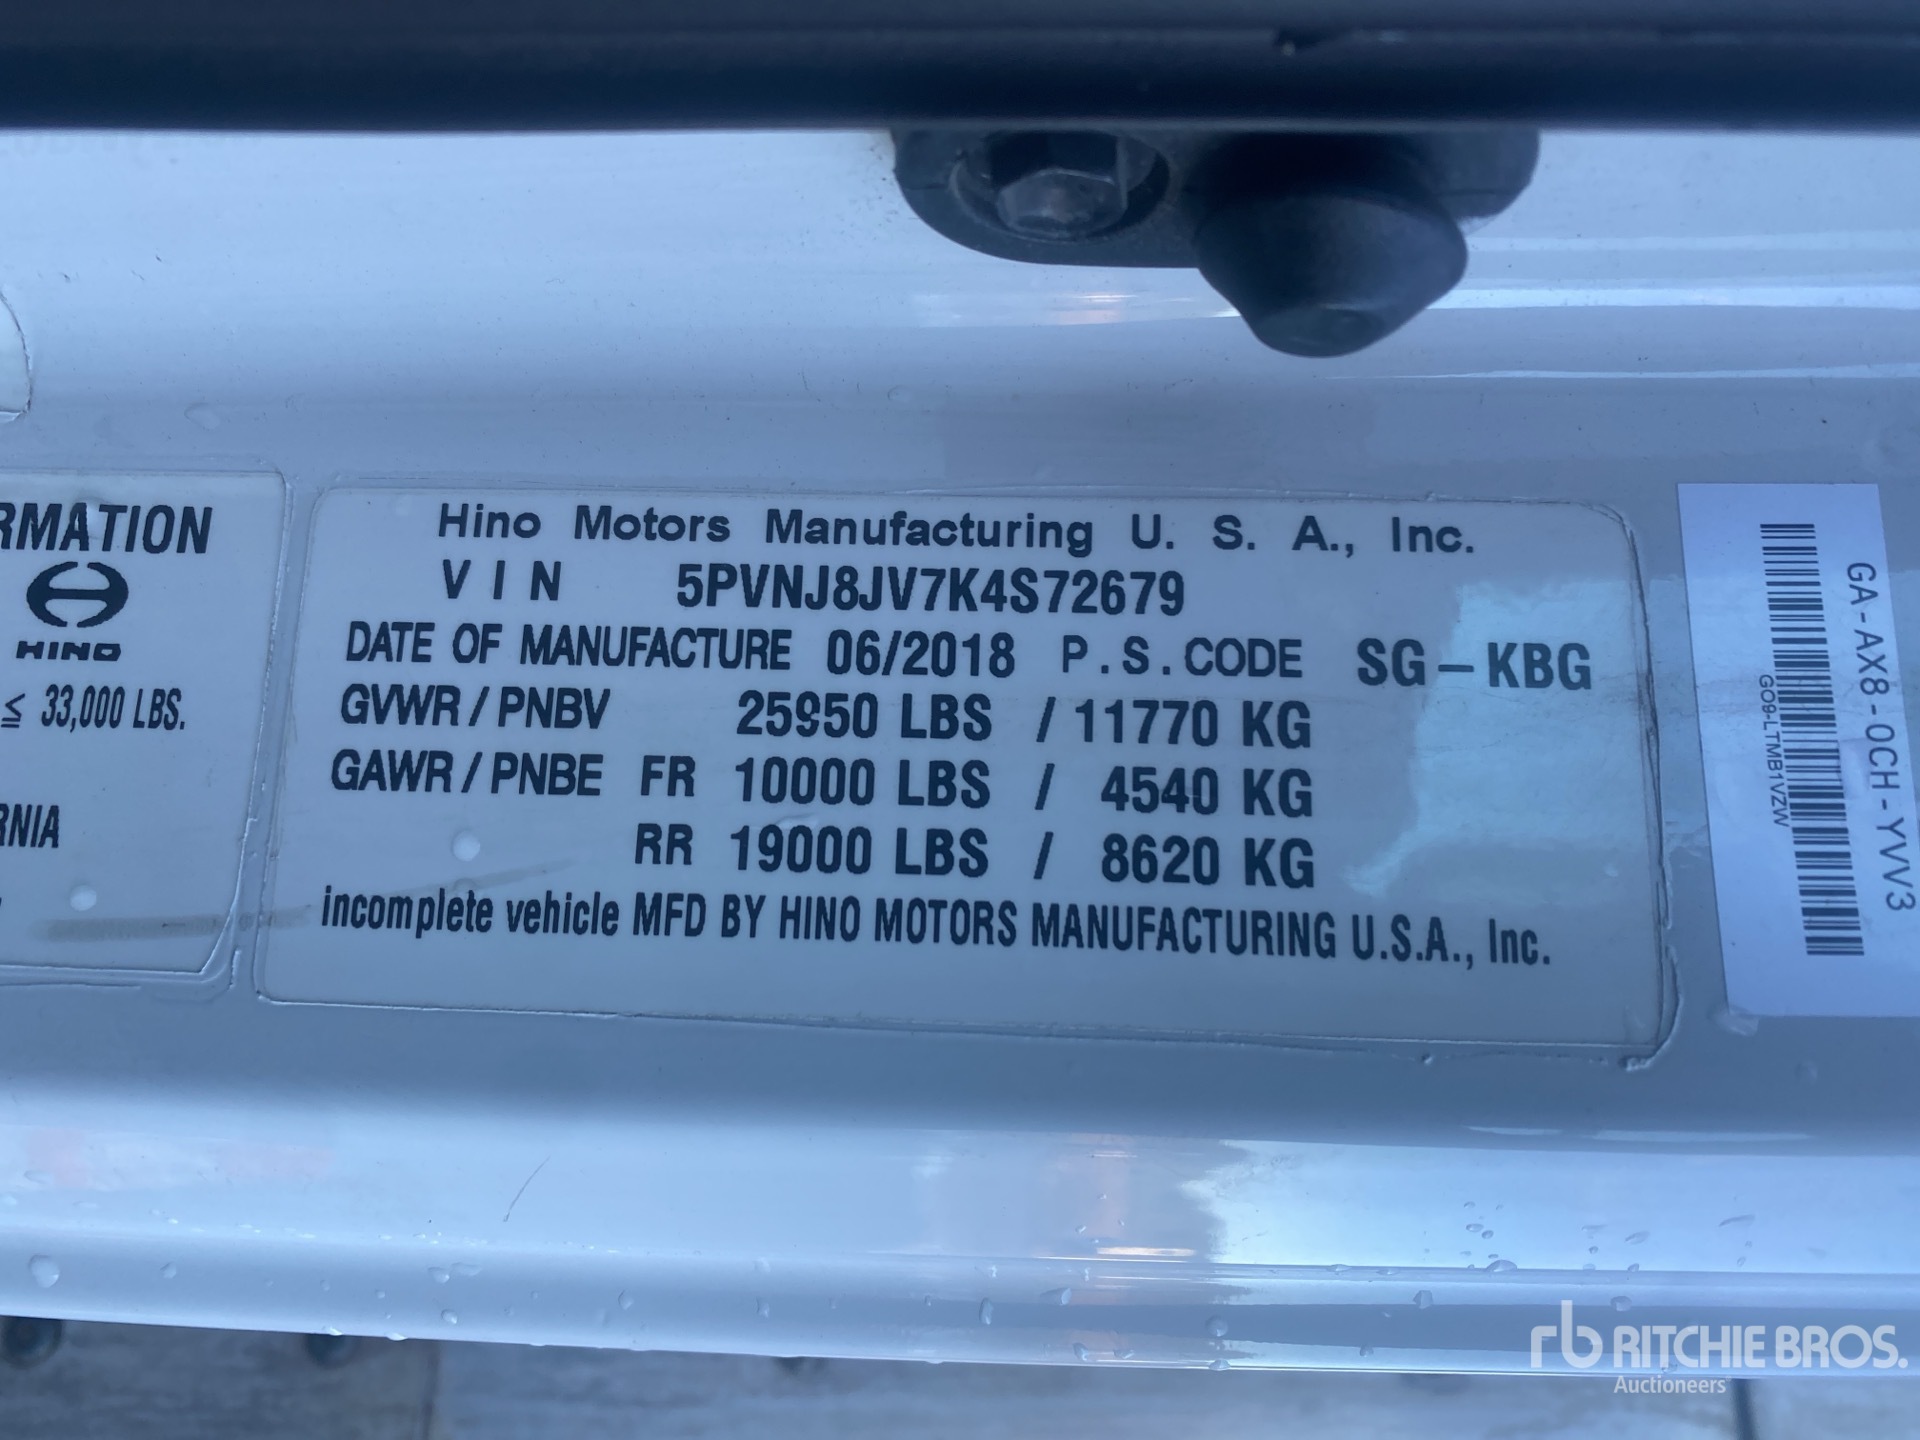 RMATION
HINO
≤ 33,000 LBS.
RNIA
Hino Motors Manufacturing U. S. A., Inc.
VIN 5PVNJ8JV7K4S72679
DATE OF MANUFACTURE 06/2018 P.S.CODE SG-KBG
GVWR/PNBV 25950 LBS / 11770 KG
GAWR/PNBE FR 10000 LBS / 4540 KG
RR 19000 LBS / 8620 KG
incomplete vehicle MFD BY HINO MOTORS MANUFACTURING U.S.A., Inc.
GA-AX8-0CH-YVV3
GO9-LTMB1VZW
rb RITCHIE BROS.
Auctioneers